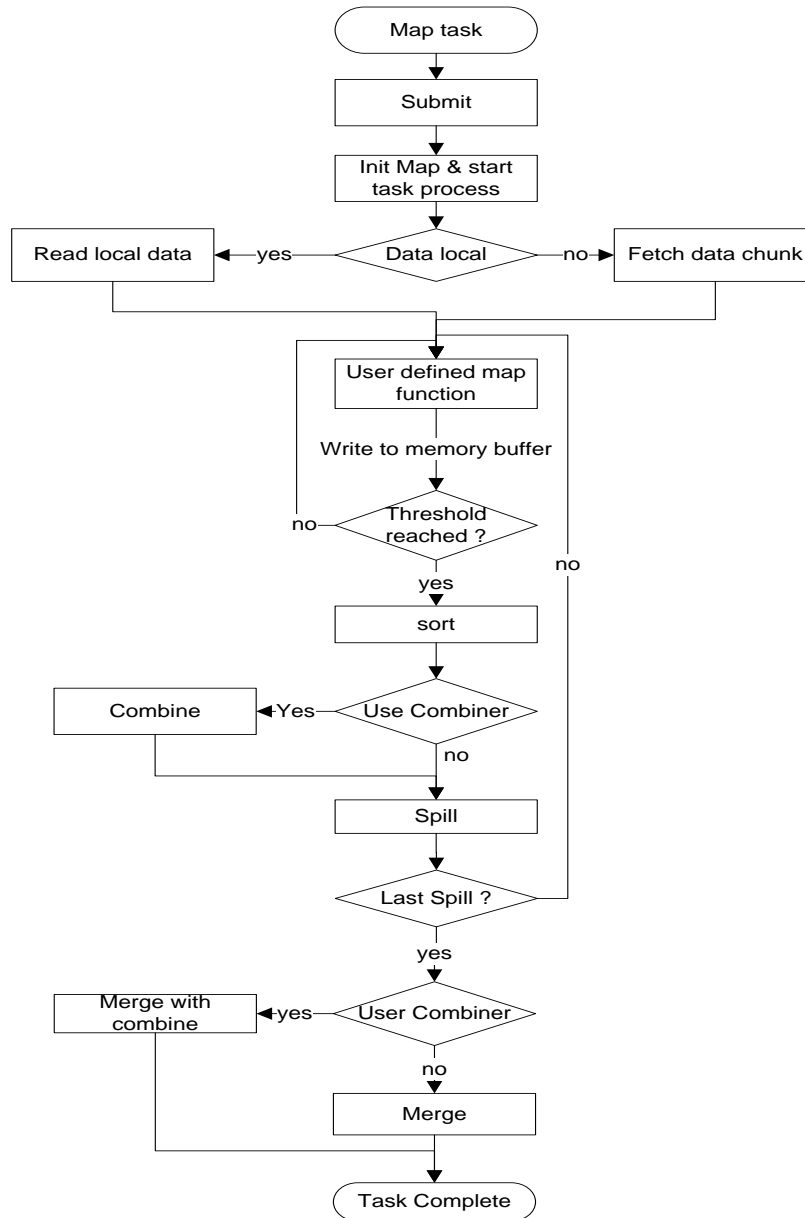 Map task
Submit
Init Map & start
task process
Read local data
yes
Data local
no
Fetch data chunk
User defined map
function
Write to memory buffer
no
Threshold
reached ?
no
yes
sort
Combine
Yes
Use Combiner
no
Spill
Last Spill ?
yes
Merge with
combine
yes
User Combiner
no
Merge
Task Complete